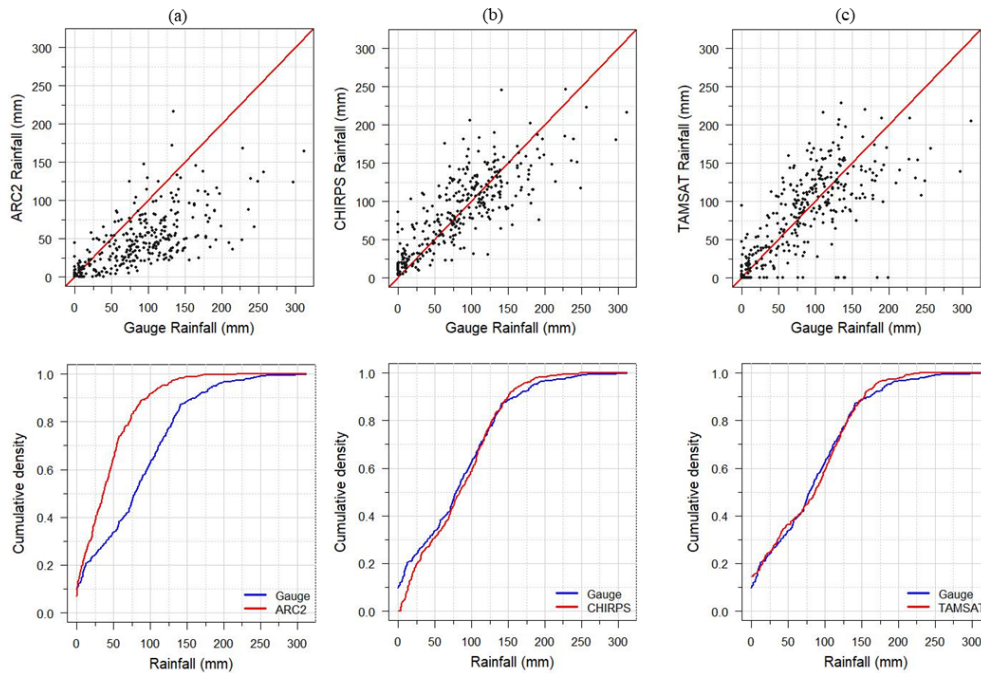 (a)
(b)
(c)
300
250
200
150
100
50
0
ARC2 Rainfall (mm)
0 50 100 150 200 250 300
Gauge Rainfall (mm)
300
250
200
150
100
50
0
CHIRPS Rainfall (mm)
0 50 100 150 200 250 300
Gauge Rainfall (mm)
300
250
200
150
100
50
0
TAMSAT Rainfall (mm)
0 50 100 150 200 250 300
Gauge Rainfall (mm)
1.0
0.8
0.6
0.4
0.2
0.0
Cumulative density
Gauge
ARC2
0 50 100 150 200 250 300
Rainfall (mm)
1.0
0.8
0.6
0.4
0.2
0.0
Cumulative density
Gauge
CHIRPS
0 50 100 150 200 250 300
Rainfall (mm)
1.0
0.8
0.6
0.4
0.2
0.0
Cumulative density
Gauge
TAMSAT
0 50 100 150 200 250 300
Rainfall (mm)